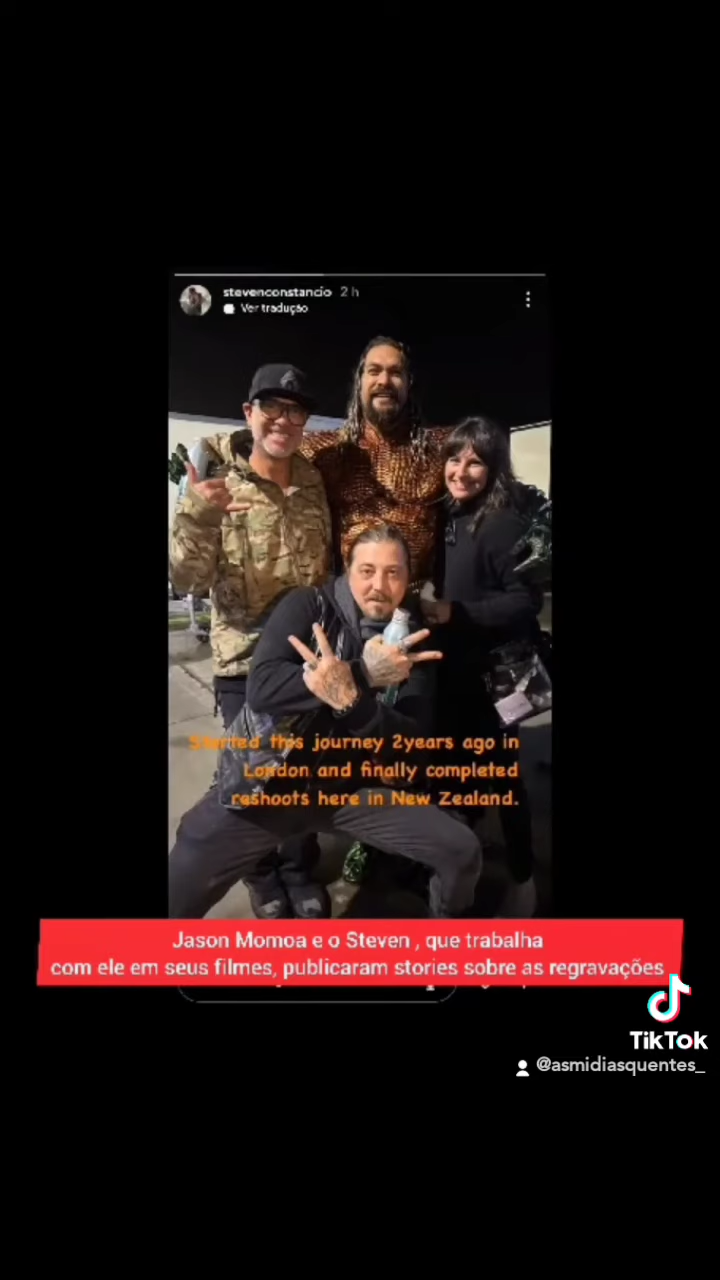 stevenconstancio 2 h
Ver tradução
Started this journey 2years ago in
London and finally completed
reshoots here in New Zealand.
Jason Momoa e o Steven , que trabalha
com ele em seus filmes, publicaram stories sobre as regravações
TikTok
@asmidiasquentes_